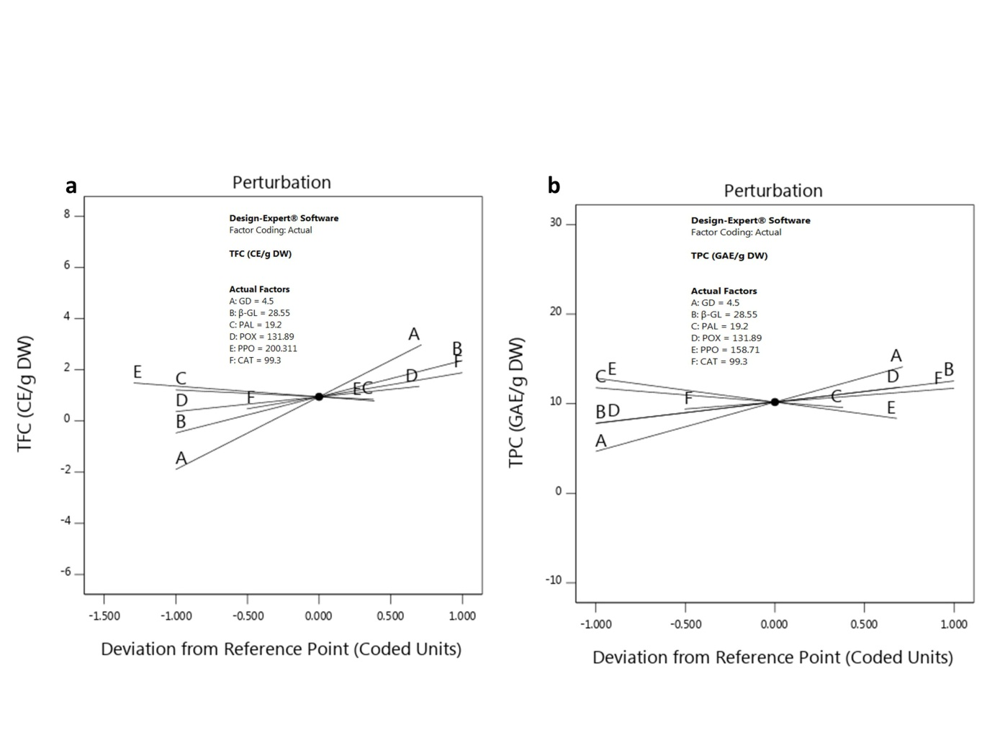 a
Perturbation
Design-Expert® Software
Factor Coding: Actual
TFC (CE/g DW)
Actual Factors
A: GD = 4.5
B: β-GL = 28.55
C: PAL = 19.2
D: POX = 131.89
E: PPO = 200.311
F: CAT = 99.3
TFC (CE/g DW)
8
6
4
2
0
-2
-4
-6
A
B
F
E
C
D
D
F
E
C
B
A
-1.500
-1.000
-0.500
0.000
0.500
1.000
Deviation from Reference Point (Coded Units)
b
Perturbation
Design-Expert® Software
Factor Coding: Actual
TPC (GAE/g DW)
Actual Factors
A: GD = 4.5
B: β-GL = 28.55
C: PAL = 19.2
D: POX = 131.89
E: PPO = 158.71
F: CAT = 99.3
TPC (GAE/g DW)
30
20
10
0
-10
A
C
E
D
F
B
F
C
B
D
E
A
-1.000
-0.500
0.000
0.500
1.000
Deviation from Reference Point (Coded Units)